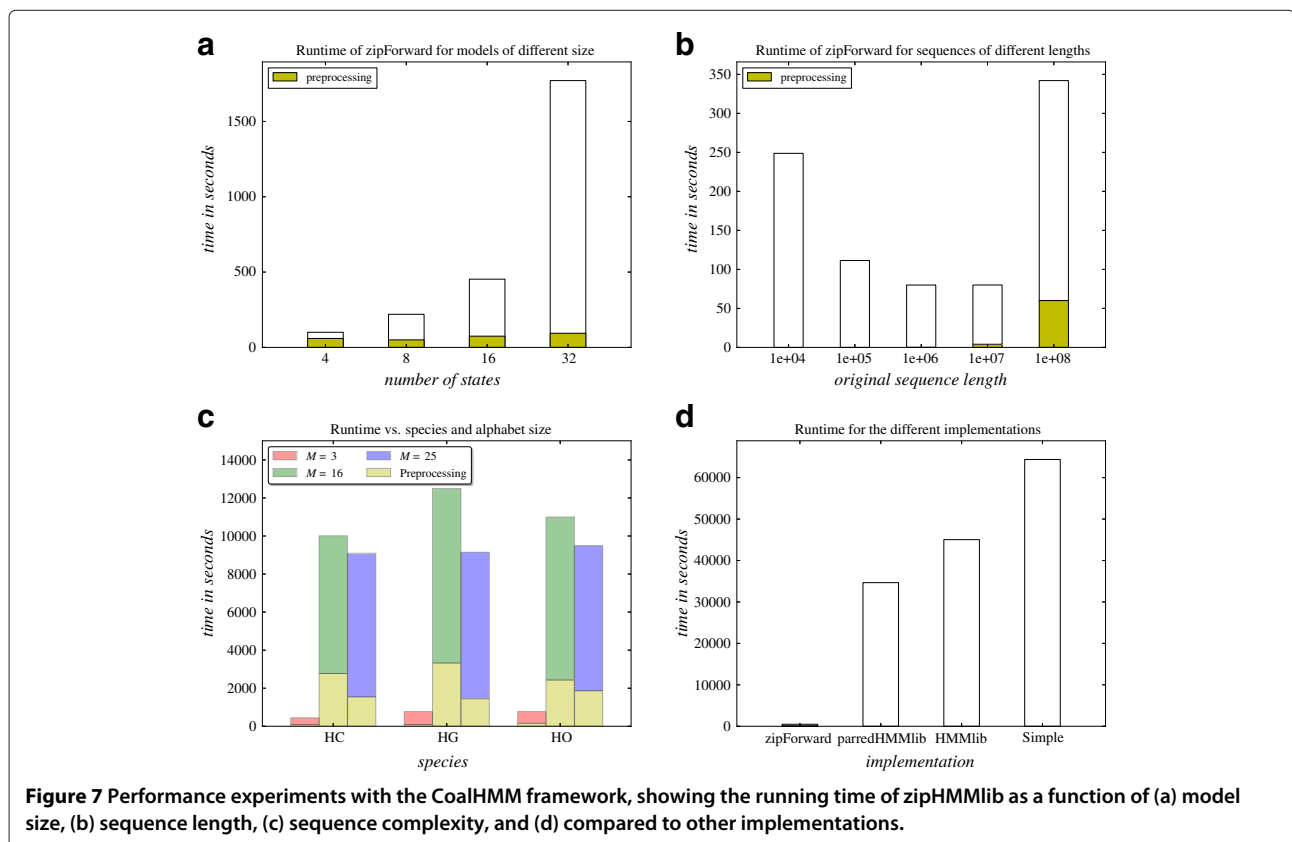 a
Runtime of zipForward for models of different size
preprocessing
1500
1000
500
0
time in seconds
4 8 16 32
number of states
b
Runtime of zipForward for sequences of different lengths
preprocessing
350
300
250
200
150
100
50
0
time in seconds
1e+04 1e+05 1e+06 1e+07 1e+08
original sequence length
c
Runtime vs. species and alphabet size
M = 3 M = 25
M = 16 Preprocessing
14000
12000
10000
8000
6000
4000
2000
0
time in seconds
HC HG HO
species
d
Runtime for the different implementations
60000
50000
40000
30000
20000
10000
0
time in seconds
zipForward parredHMMlib HMMlib Simple
implementation
Figure 7 Performance experiments with the CoalHMM framework, showing the running time of zipHMMlib as a function of (a) model
size, (b) sequence length, (c) sequence complexity, and (d) compared to other implementations.